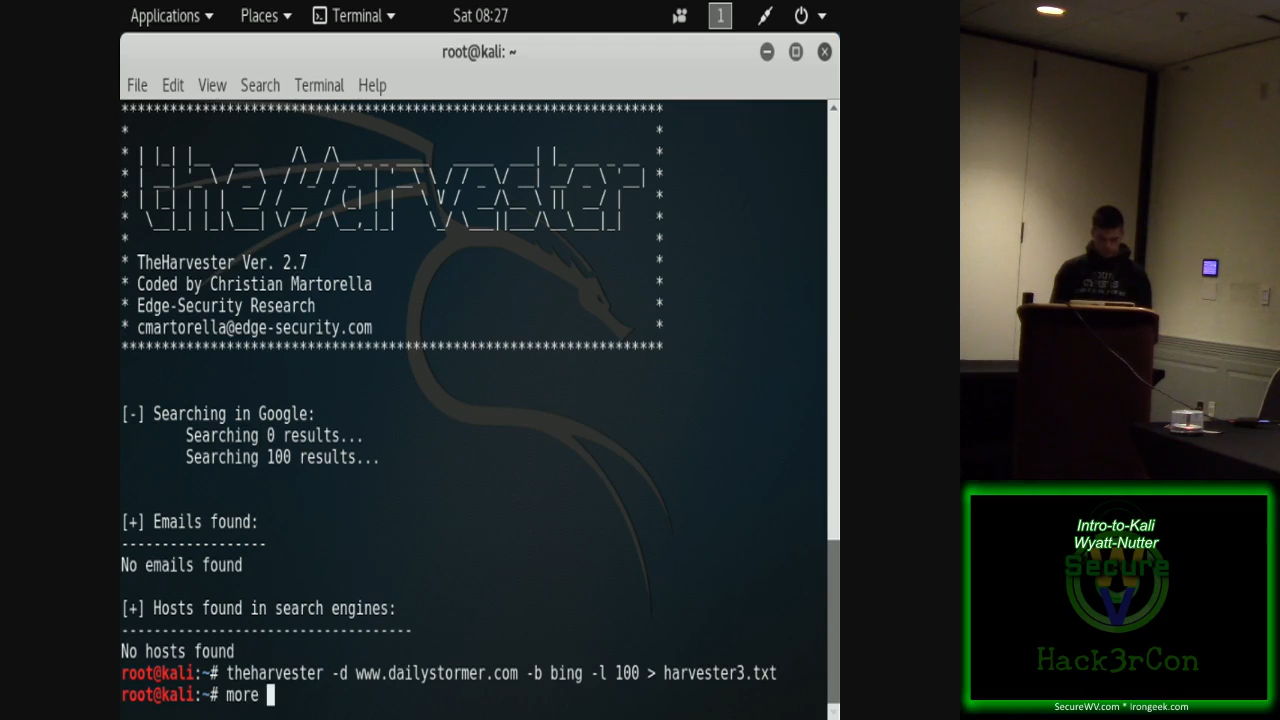 Applications Places Terminal Sat 08:27 1
root@kali: ~
File Edit View Search Terminal Help
*****************************************************************
* *
* theHarvester *
* *
* TheHarvester Ver. 2.7 *
* Coded by Christian Martorella *
* Edge-Security Research *
* cmartorella@edge-security.com *
*****************************************************************
[-] Searching in Google:
Searching 0 results...
Searching 100 results...
[+] Emails found:
------------------
No emails found
[+] Hosts found in search engines:
------------------------------------
No hosts found
root@kali:~# theharvester -d www.dailystormer.com -b bing -l 100 > harvester3.txt
root@kali:~# more
Intro-to-Kali
Wyatt-Nutter
Secure
WV
Hack3rCon
SecureWV.com * irongeek.com